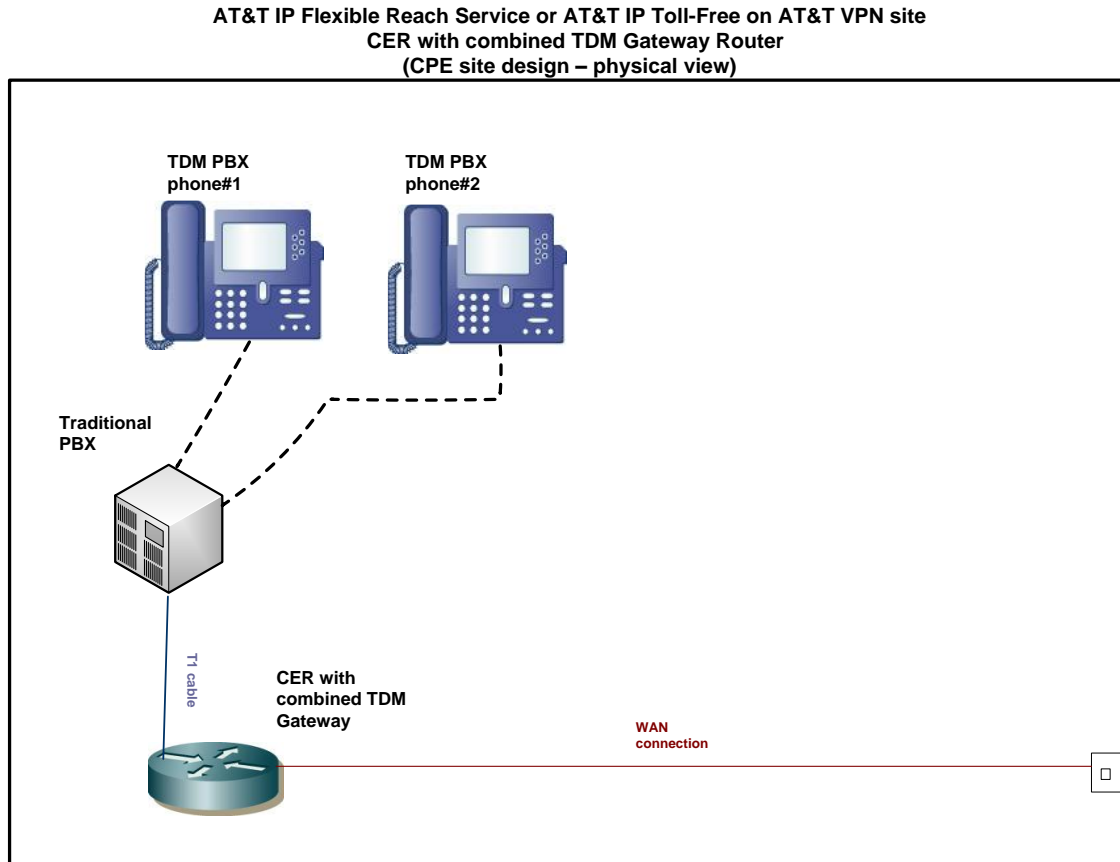 AT&T IP Flexible Reach Service or AT&T IP Toll-Free on AT&T VPN site
CER with combined TDM Gateway Router
(CPE site design – physical view)
TDM PBX
phone#1
TDM PBX
phone#2
Traditional
PBX
T1 cable
CER with
combined TDM
Gateway
WAN
connection